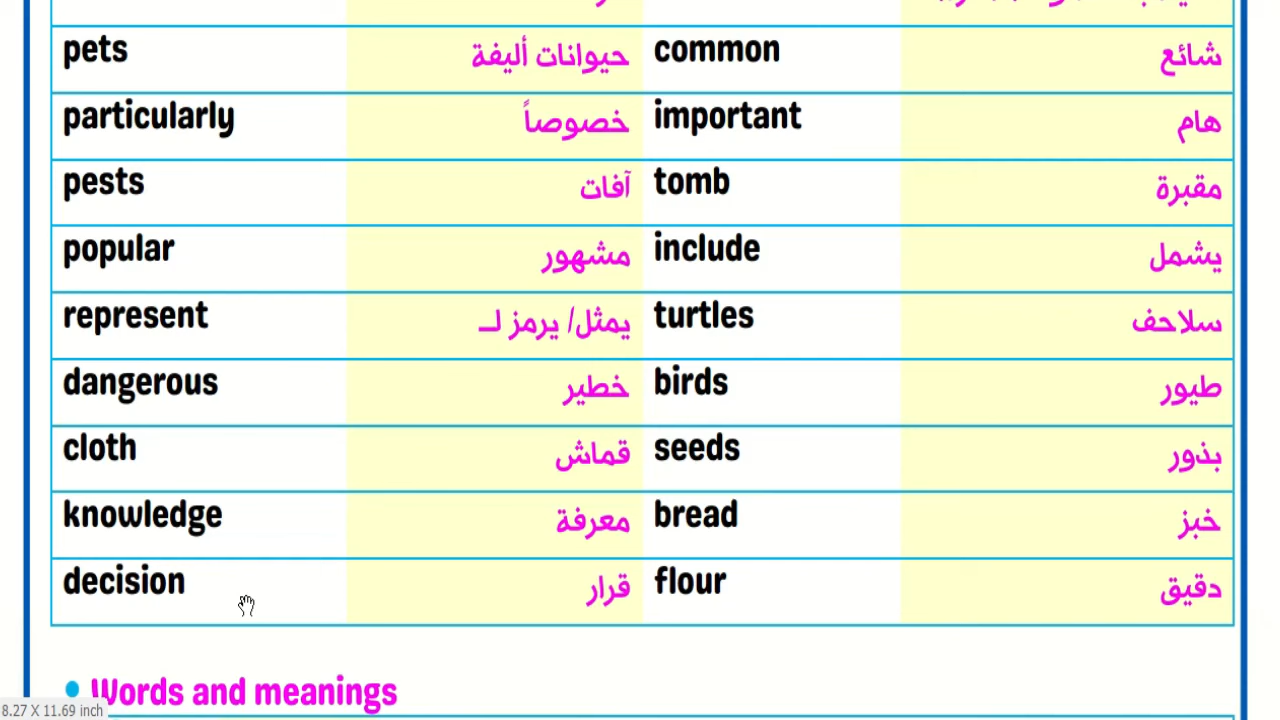 pets حيوانات أليفة common شائع
particularly خصوصاً important هام
pests آفات tomb مقبرة
popular مشهور include يشمل
represent يمثل/ يرمز لـ turtles سلاحف
dangerous خطير birds طيور
cloth قماش seeds بذور
knowledge معرفة bread خبز
decision قرار flour دقيق
• Words and meanings
8.27 X 11.69 inch